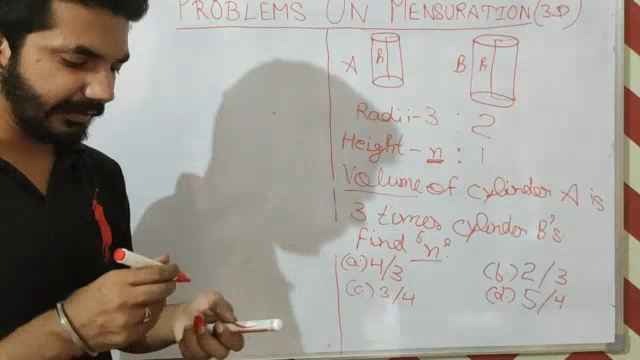 PROBLEMS ON MENSURATION (3D)
A h B h
Radii - 3 : 2
Height - n : 1
Volume of cylinder A is
3 times cylinder B's.
find 'n'?
(a) 4/3 (b.) 2/3
(c) 3/4 (d.) 5/4